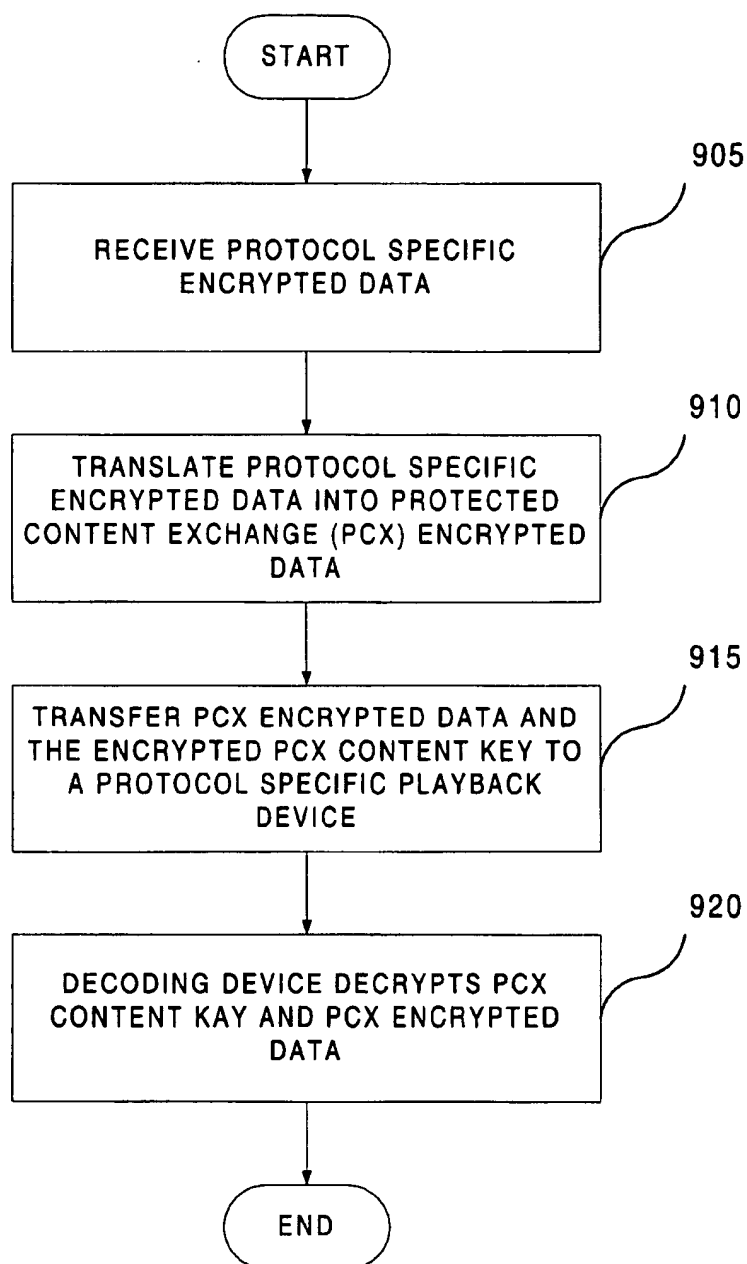 START
905
RECEIVE PROTOCOL SPECIFIC
ENCRYPTED DATA
910
TRANSLATE PROTOCOL SPECIFIC
ENCRYPTED DATA INTO PROTECTED
CONTENT EXCHANGE (PCX) ENCRYPTED
DATA
915
TRANSFER PCX ENCRYPTED DATA AND
THE ENCRYPTED PCX CONTENT KEY TO
A PROTOCOL SPECIFIC PLAYBACK
DEVICE
920
DECODING DEVICE DECRYPTS PCX
CONTENT KAY AND PCX ENCRYPTED
DATA
END